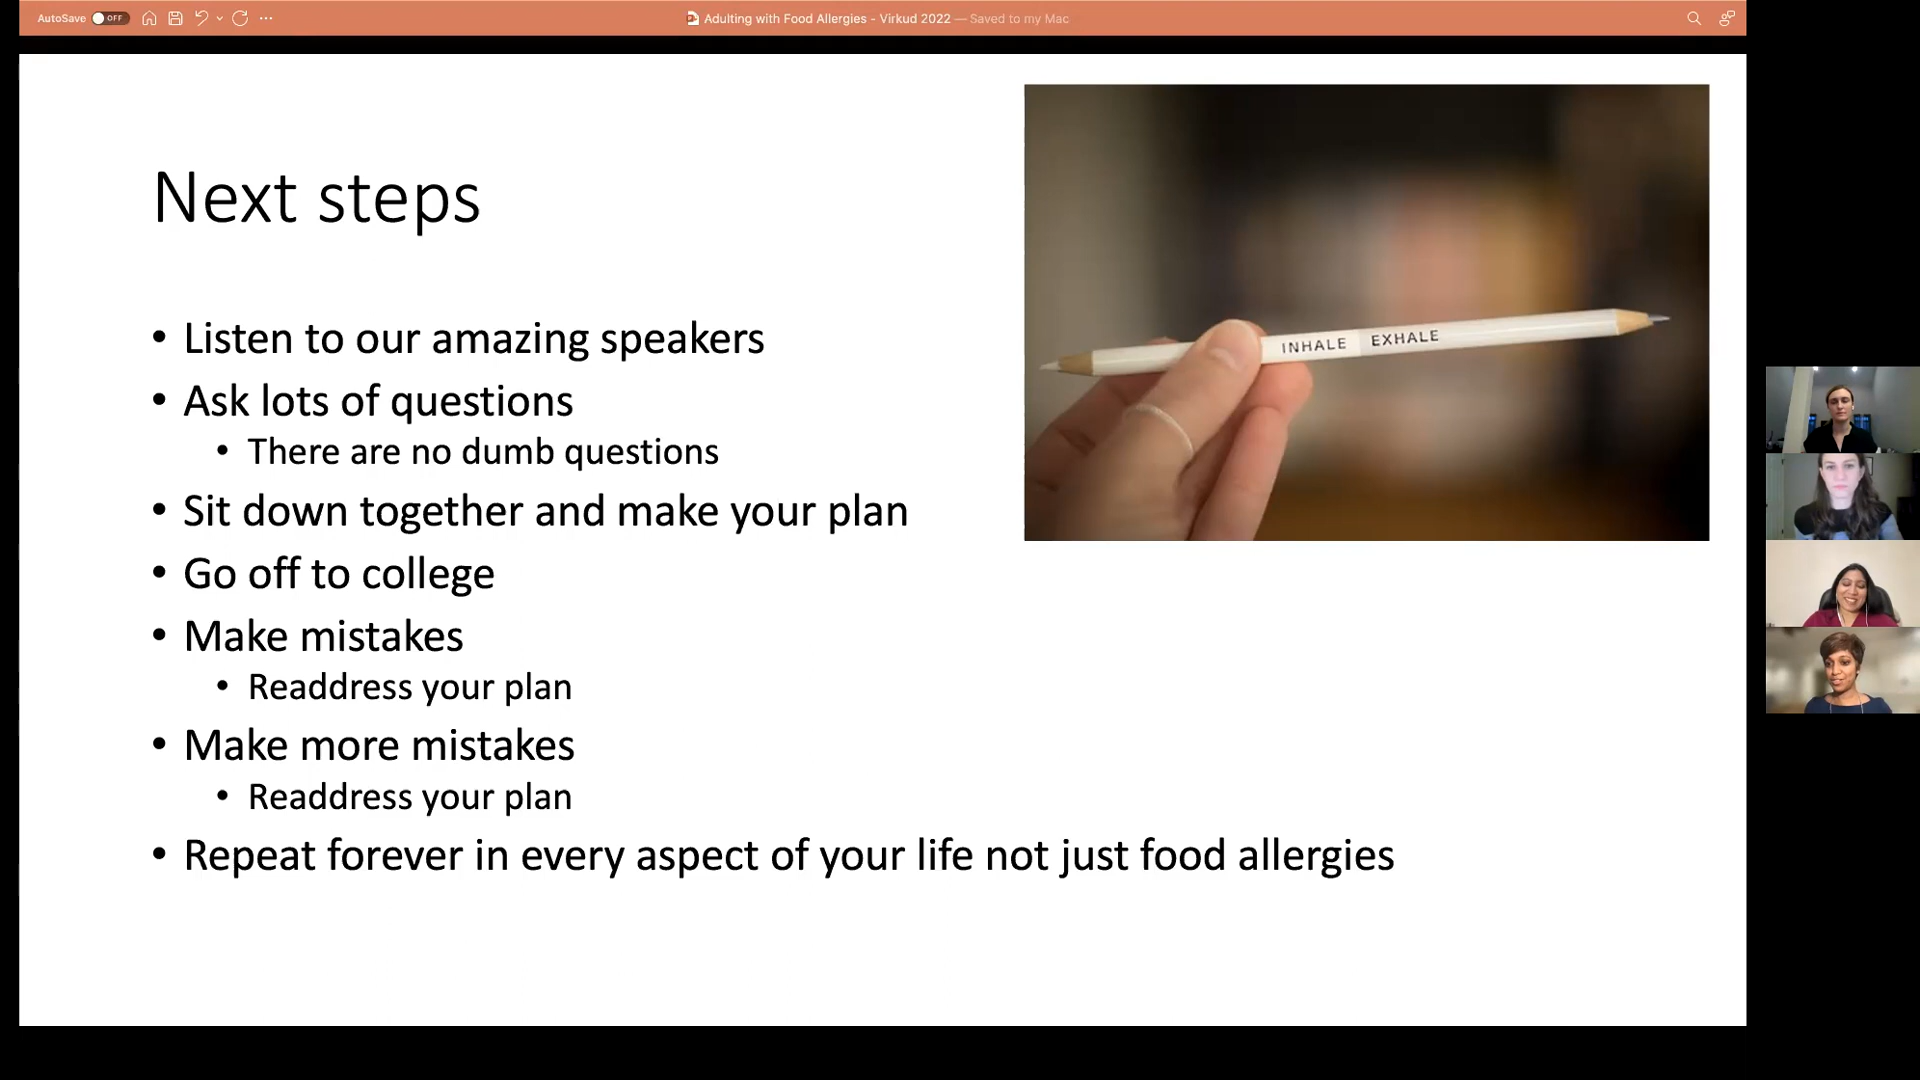 AutoSave OFF
Adulting with Food Allergies - Virkud 2022 — Saved to my Mac
Next steps
• Listen to our amazing speakers
• Ask lots of questions
• There are no dumb questions
• Sit down together and make your plan
• Go off to college
• Make mistakes
• Readdress your plan
• Make more mistakes
• Readdress your plan
• Repeat forever in every aspect of your life not just food allergies
INHALE EXHALE